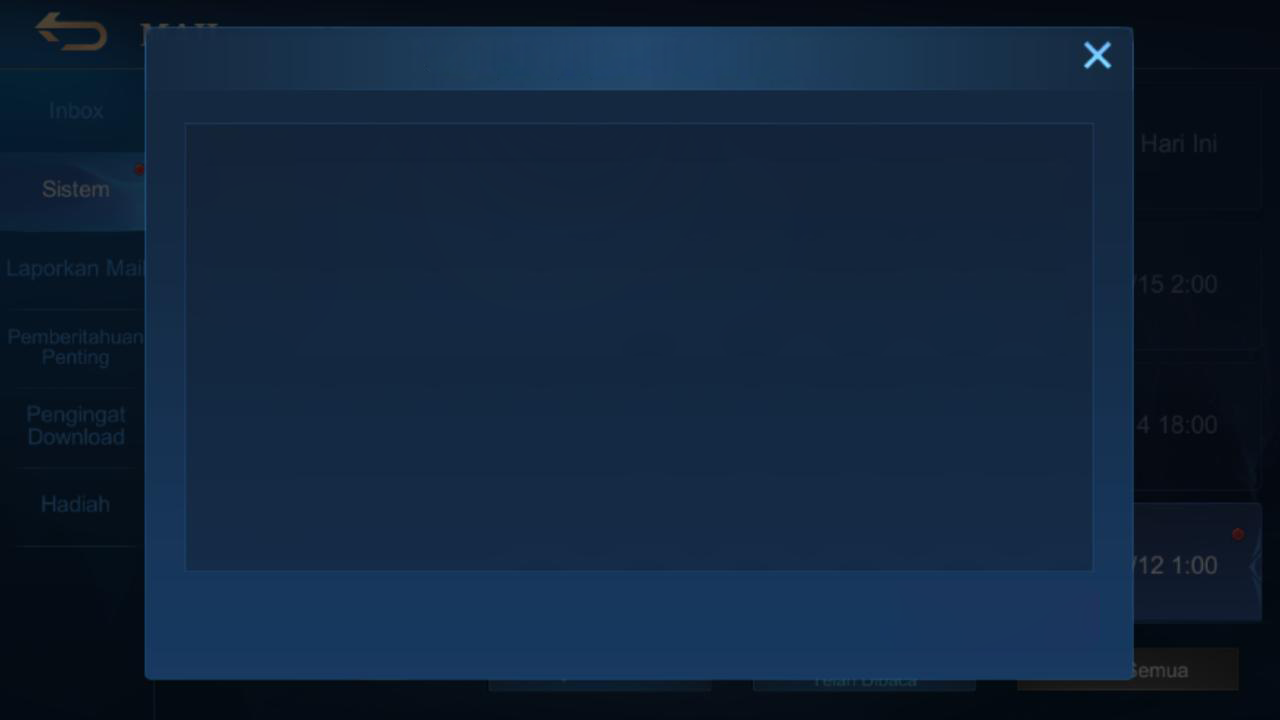 MAIL
Inbox
Sistem
Laporkan Mail
Pemberitahuan
Penting
Pengingat
Download
Hadiah
Hari Ini
/15 2:00
4 18:00
/12 1:00
Telah Dibaca
Semua